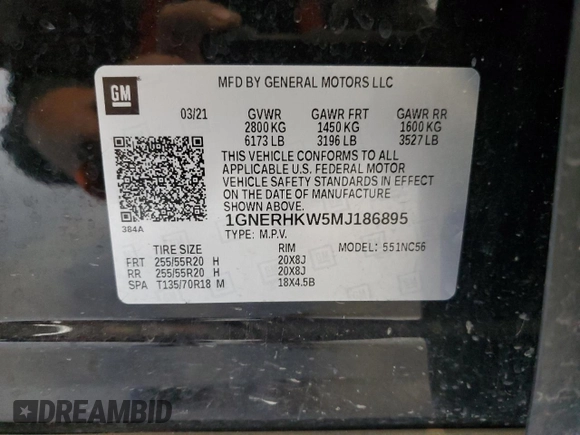 GM
MFD BY GENERAL MOTORS LLC
03/21 GVWR GAWR FRT GAWR RR
2800 KG 1450 KG 1600 KG
6173 LB 3196 LB 3527 LB
THIS VEHICLE CONFORMS TO ALL
APPLICABLE U.S. FEDERAL MOTOR
VEHICLE SAFETY STANDARDS IN EFFECT
ON THE DATE OF MANUFACTURE
SHOWN ABOVE.
384A
1GNERHKW5MJ186895
TYPE: M.P.V. MODEL: 551NC56
TIRE SIZE RIM
FRT 255/55R20 H 20X8J
RR 255/55R20 H 20X8J
SPA T135/70R18 M 18X4.5B
DREAMBID